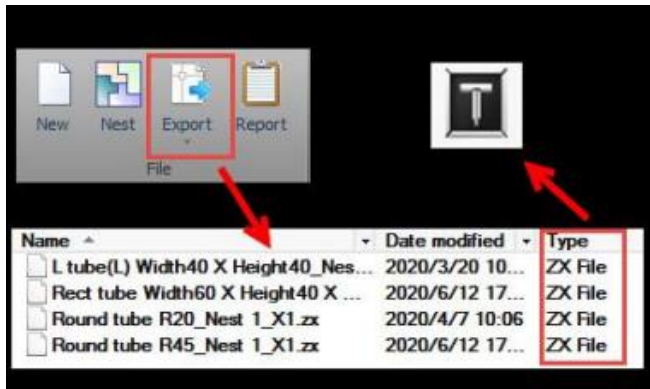 New Nest Export Report
File
Name Date modified Type
L tube(L) Width40 X Height40_Nes... 2020/3/20 10... ZX File
Rect tube Width60 X Height40 X ... 2020/6/12 17... ZX File
Round tube R20_Nest 1_X1.zx 2020/4/7 10:06 ZX File
Round tube R45_Nest 1_X1.zx 2020/6/12 17... ZX File